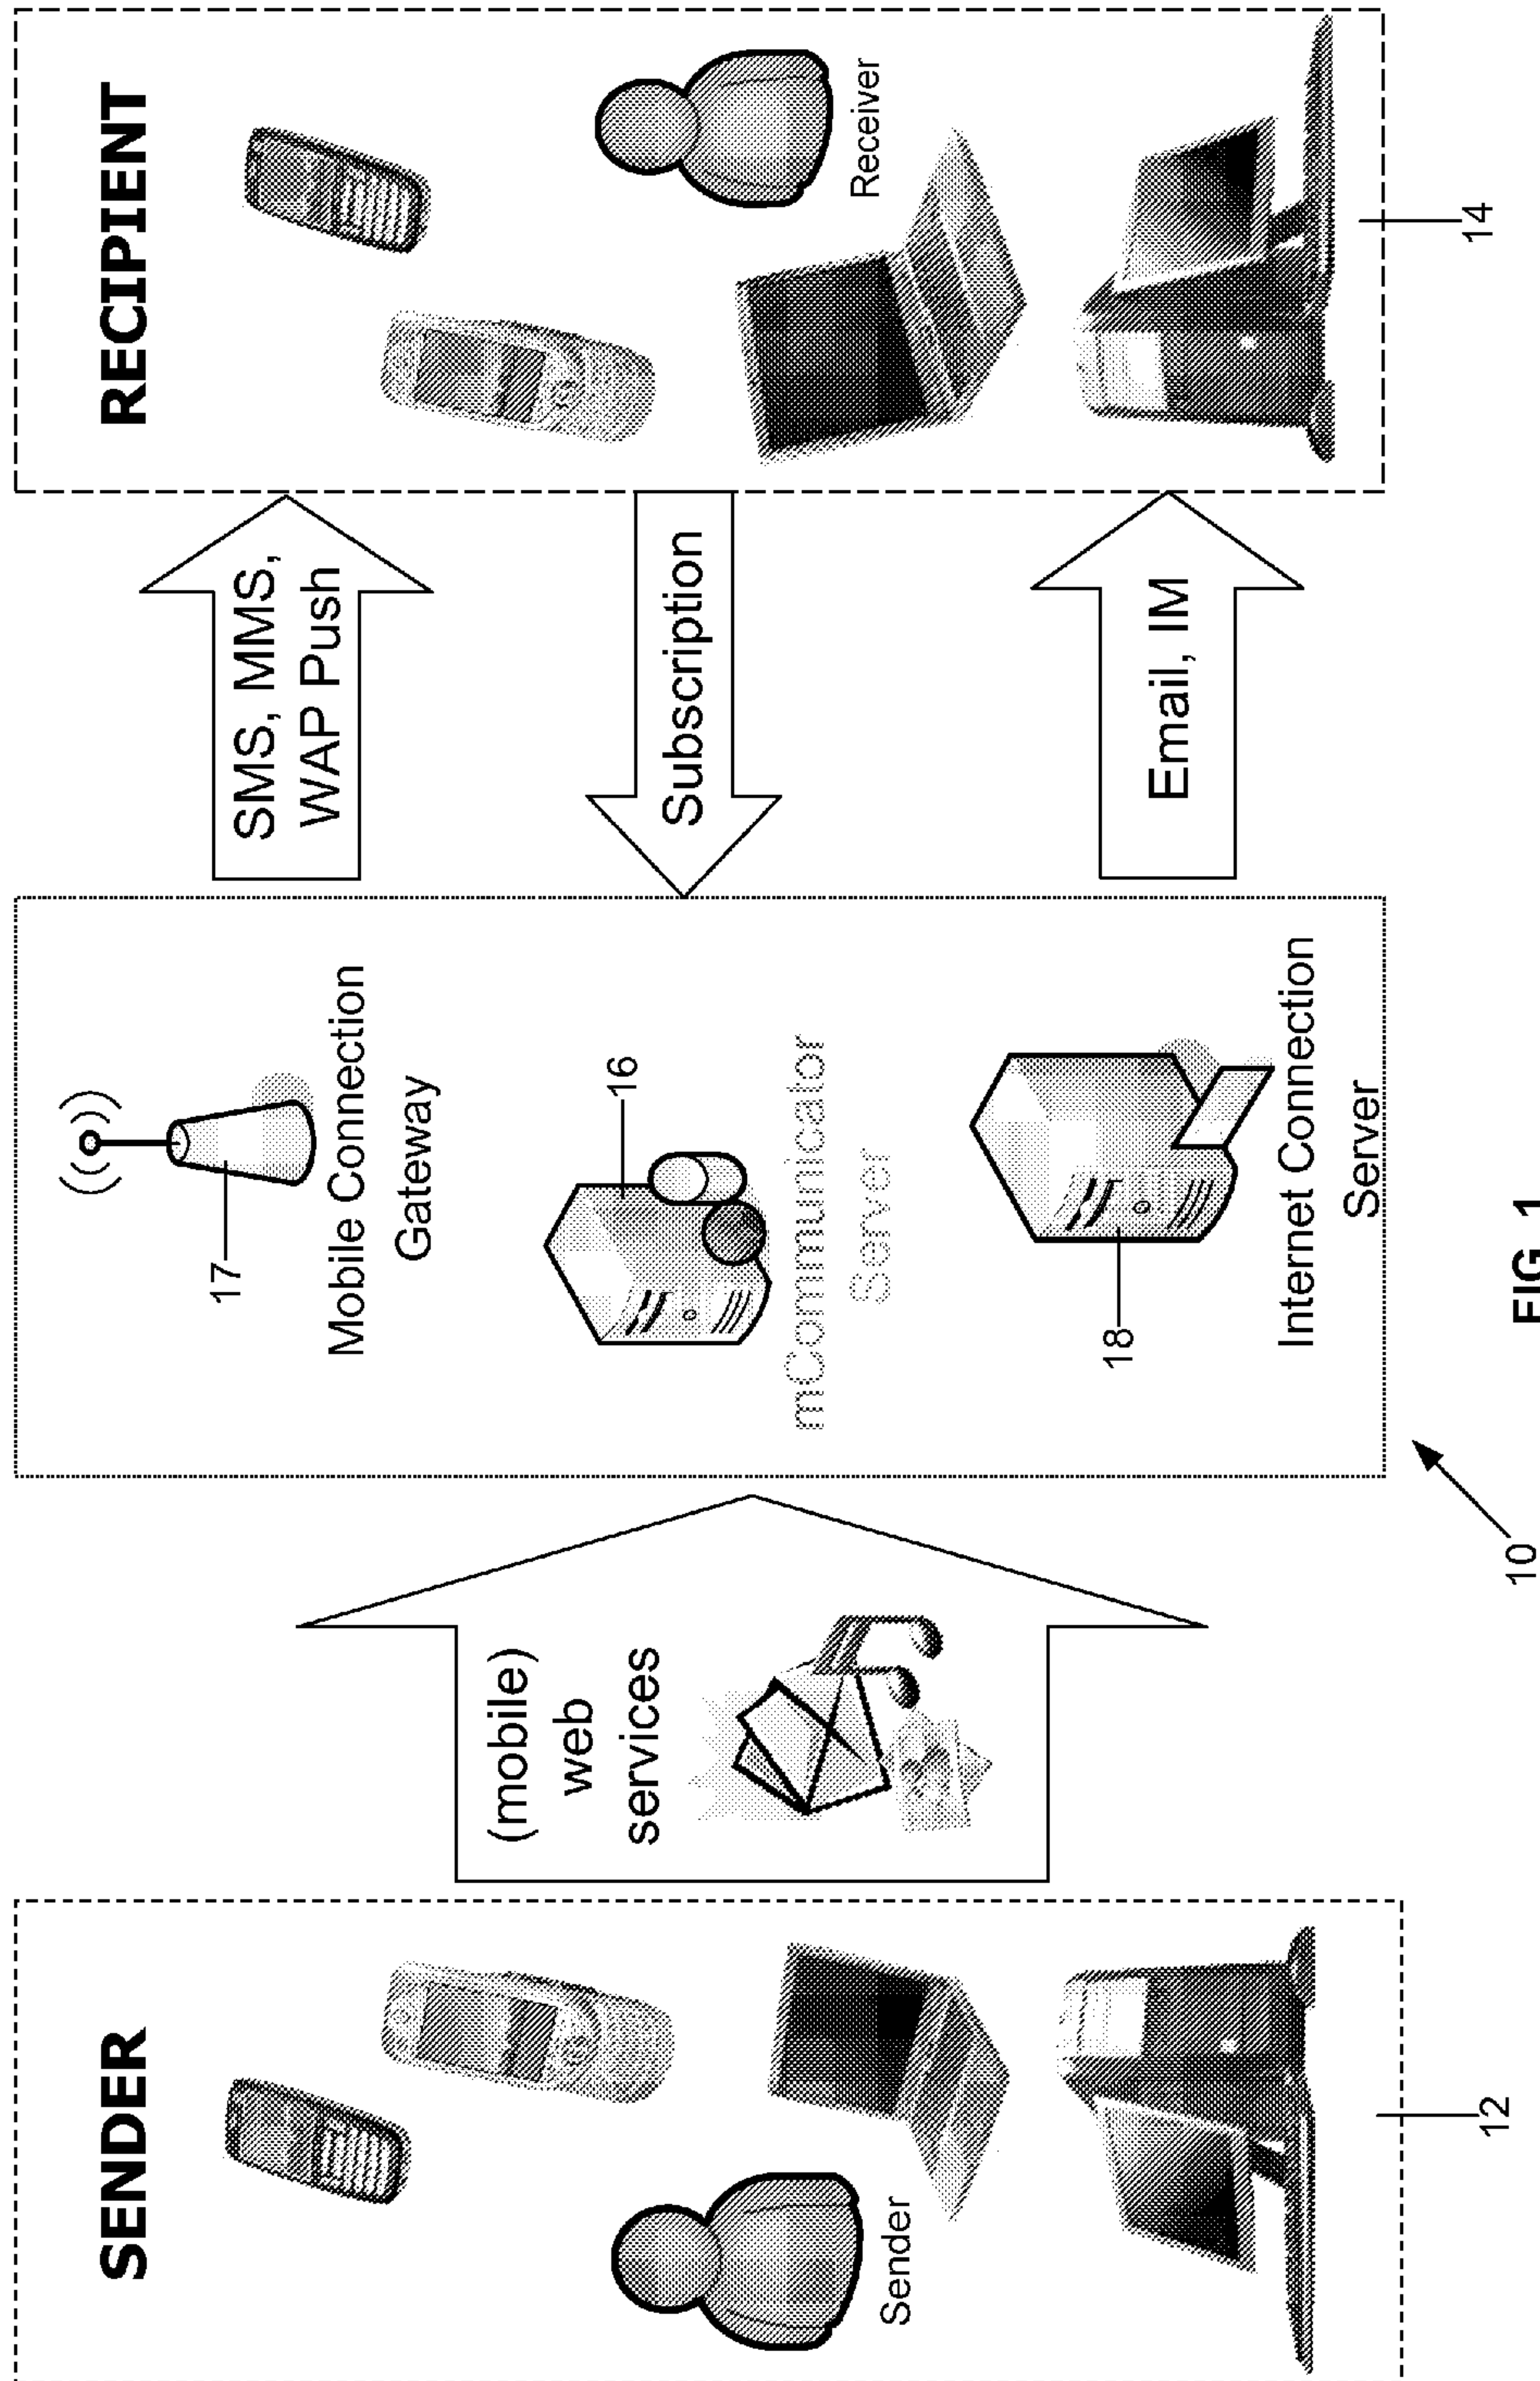 SENDER
Sender
12
(mobile)
web
services
17
Mobile Connection
Gateway
16
mCommunicator
Server
18
Internet Connection
Server
10
SMS, MMS,
WAP Push
Subscription
Email, IM
RECIPIENT
Receiver
14
FIG. 1